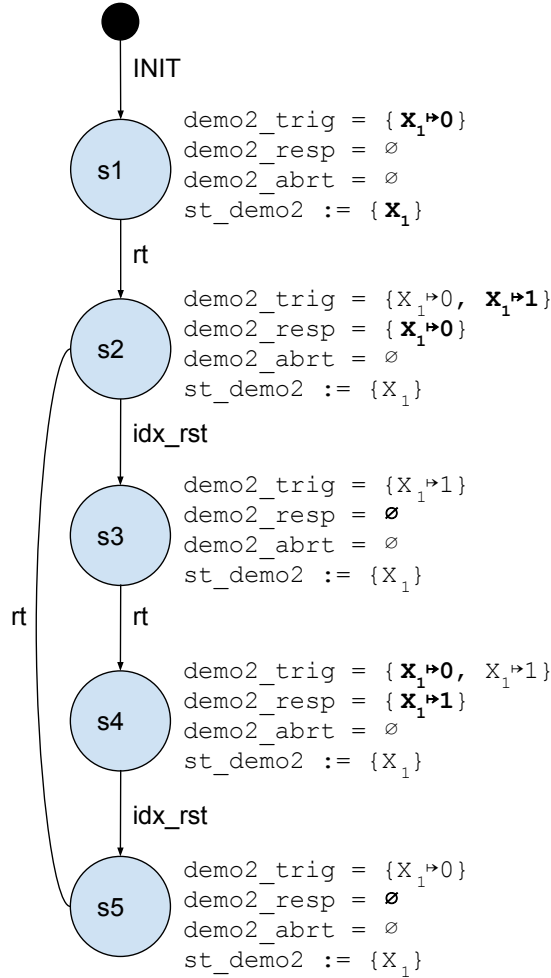 INIT
s1
demo2_trig = {X₁↦0}
demo2_resp = ∅
demo2_abrt = ∅
st_demo2 := {X₁}
rt
s2
demo2_trig = {X₁↦0, X₁↦1}
demo2_resp = {X₁↦0}
demo2_abrt = ∅
st_demo2 := {X₁}
idx_rst
s3
demo2_trig = {X₁↦1}
demo2_resp = ∅
demo2_abrt = ∅
st_demo2 := {X₁}
rt
rt
s4
demo2_trig = {X₁↦0, X₁↦1}
demo2_resp = {X₁↦1}
demo2_abrt = ∅
st_demo2 := {X₁}
idx_rst
s5
demo2_trig = {X₁↦0}
demo2_resp = ∅
demo2_abrt = ∅
st_demo2 := {X₁}